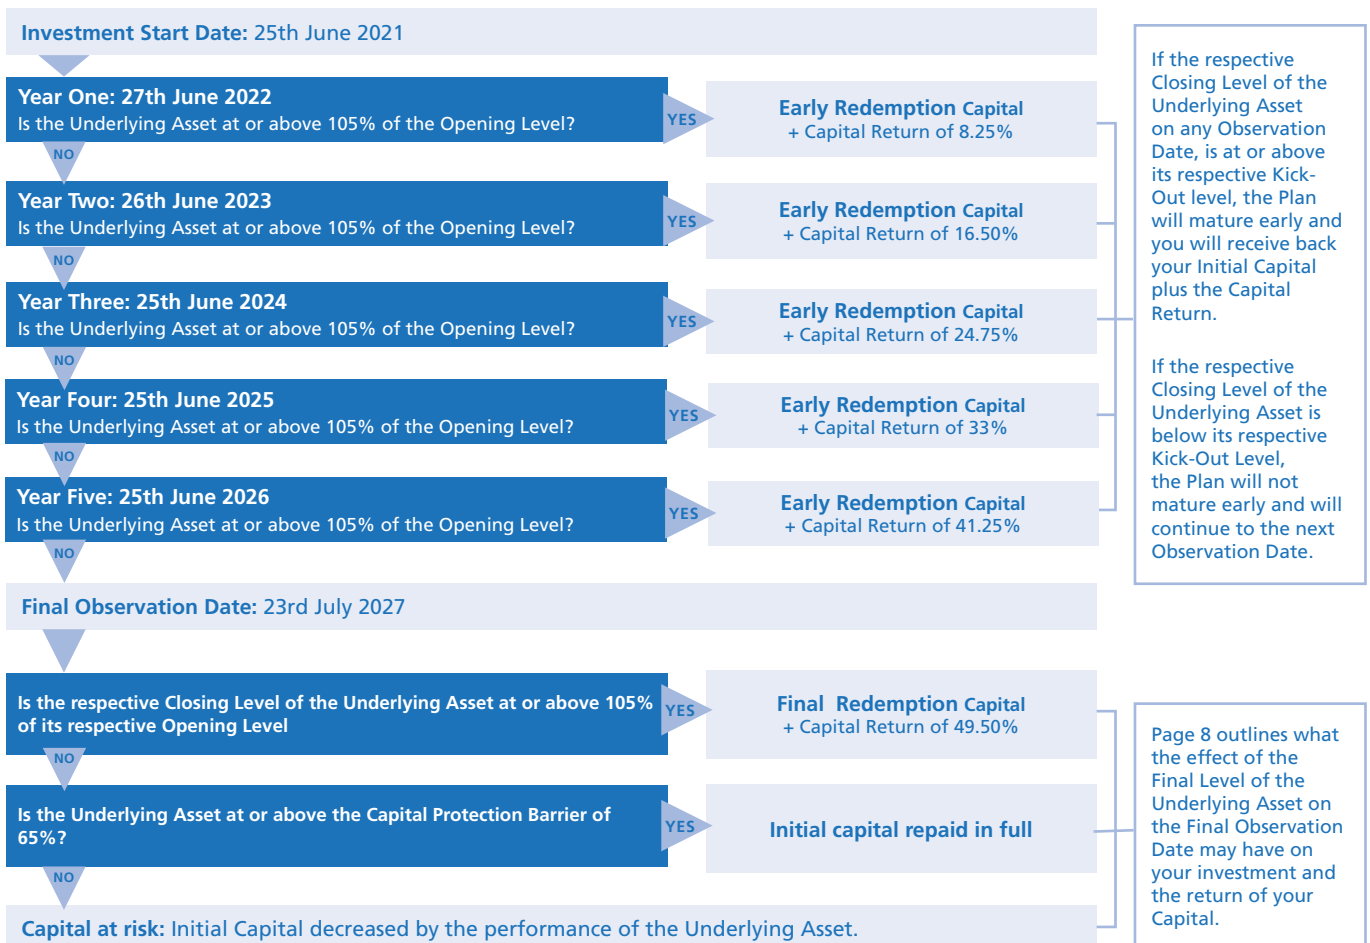 Investment Start Date: 25th June 2021
Year One: 27th June 2022
Is the Underlying Asset at or above 105% of the Opening Level?
YES
Early Redemption Capital
+ Capital Return of 8.25%
NO
Year Two: 26th June 2023
Is the Underlying Asset at or above 105% of the Opening Level?
YES
Early Redemption Capital
+ Capital Return of 16.50%
NO
Year Three: 25th June 2024
Is the Underlying Asset at or above 105% of the Opening Level?
YES
Early Redemption Capital
+ Capital Return of 24.75%
NO
Year Four: 25th June 2025
Is the Underlying Asset at or above 105% of the Opening Level?
YES
Early Redemption Capital
+ Capital Return of 33%
NO
Year Five: 25th June 2026
Is the Underlying Asset at or above 105% of the Opening Level?
YES
Early Redemption Capital
+ Capital Return of 41.25%
NO
If the respective
Closing Level of the
Underlying Asset
on any Observation
Date, is at or above
its respective Kick-
Out level, the Plan
will mature early and
you will receive back
your Initial Capital
plus the Capital
Return.
If the respective
Closing Level of the
Underlying Asset is
below its respective
Kick-Out Level,
the Plan will not
mature early and will
continue to the next
Observation Date.
Final Observation Date: 23rd July 2027
Is the respective Closing Level of the Underlying Asset at or above 105%
of its respective Opening Level
YES
Final Redemption Capital
+ Capital Return of 49.50%
NO
Is the Underlying Asset at or above the Capital Protection Barrier of
65%?
YES
Initial capital repaid in full
NO
Capital at risk: Initial Capital decreased by the performance of the Underlying Asset.
Page 8 outlines what
the effect of the
Final Level of the
Underlying Asset on
the Final Observation
Date may have on
your investment and
the return of your
Capital.